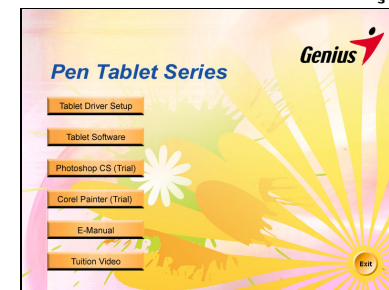 Genius
Pen Tablet Series
Tablet Driver Setup
Tablet Software
Photoshop CS (Trial)
Corel Painter (Trial)
E-Manual
Tuition Video
Exit